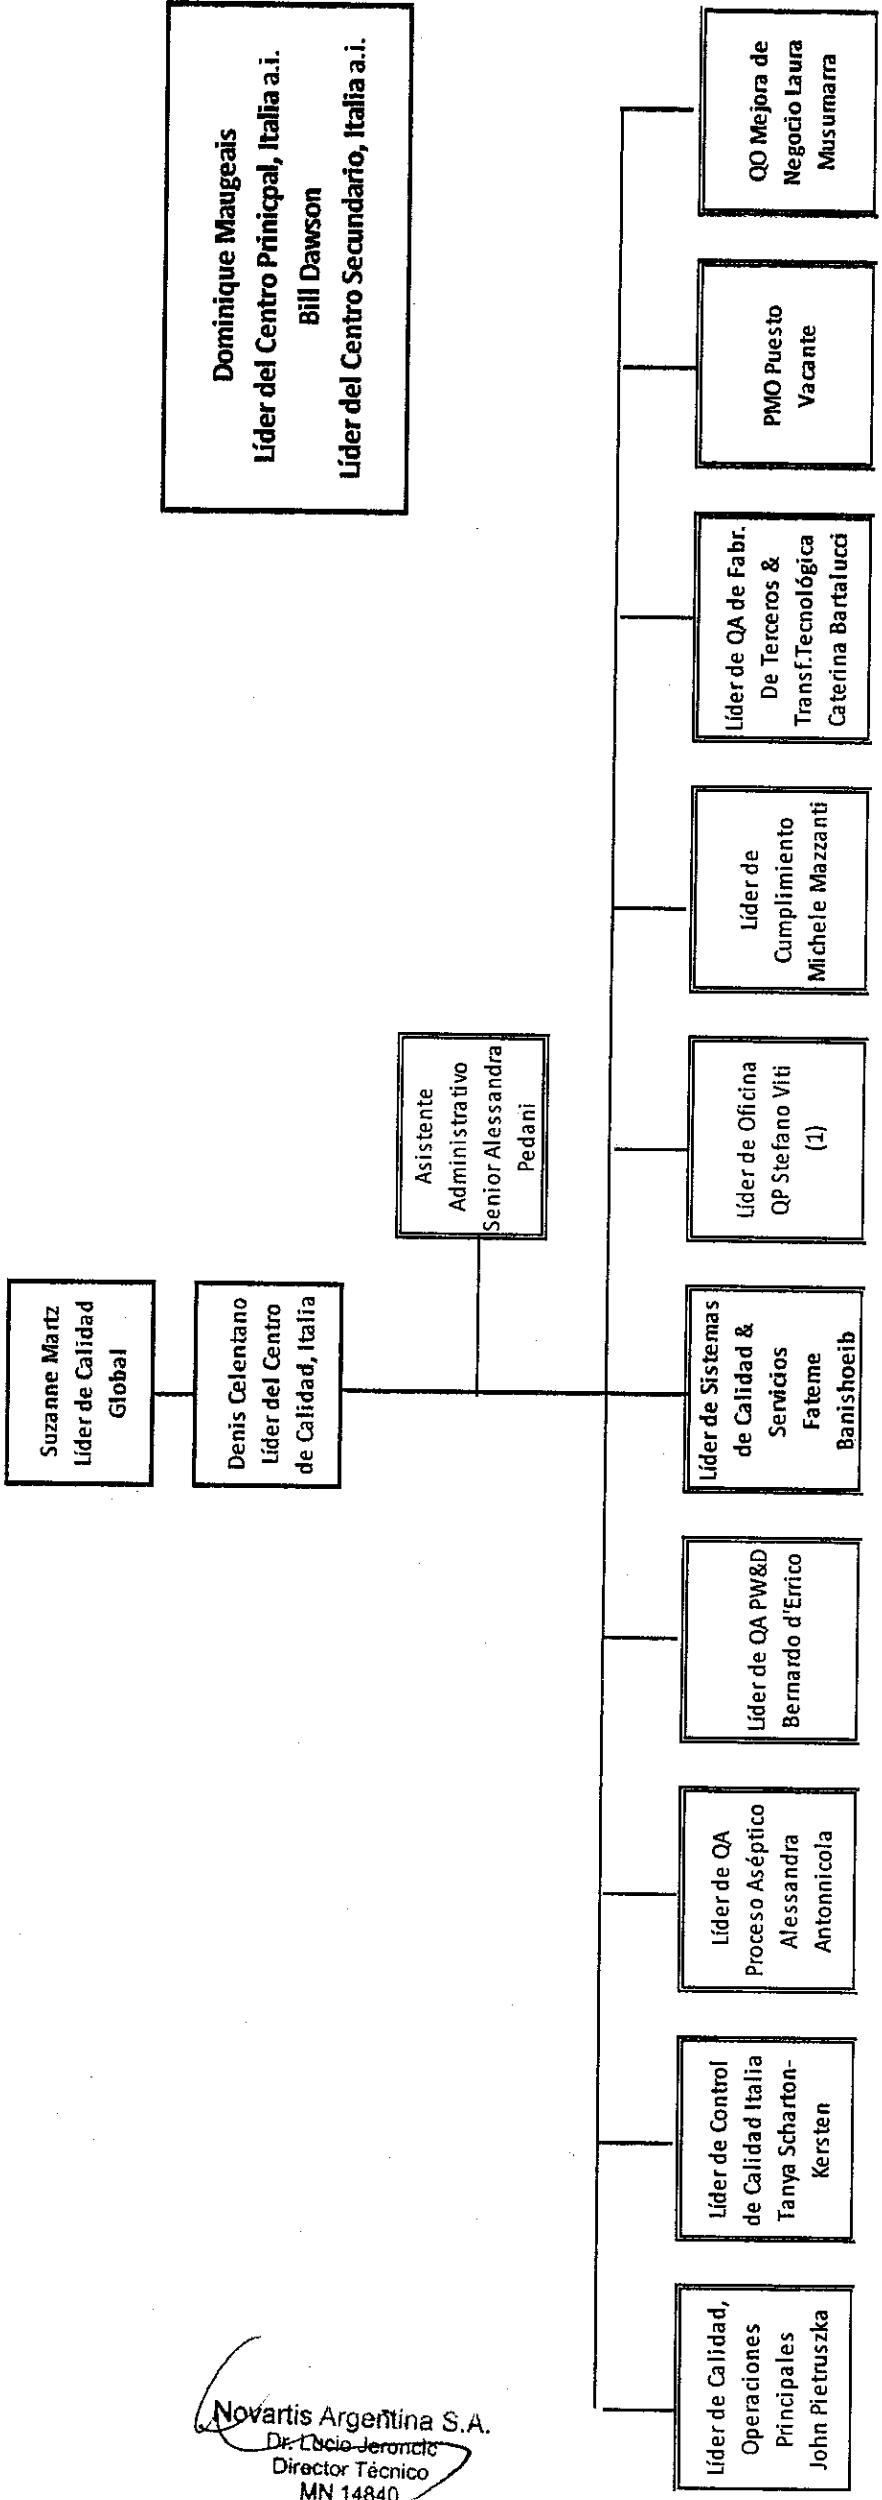 Suzanne Martz
Líder de Calidad
Global
Denis Celentano
Líder del Centro
de Calidad, Italia
Dominique Maugeais
Líder del Centro Prinicpal, Italia a.i.
Bill Dawson
Líder del Centro Secundario, Italia a.i.
Asistente
Administrativo
Senior Alessandra
Pedani
Líder de Calidad,
Operaciones
Principales
John Pietruszka
Líder de Control
de Calidad Italia
Tanya Scharton-
Kersten
Líder de QA
Proceso Aséptico
Alessandra
Antonnicola
Líder de QA PW&D
Bernardo d'Errico
Líder de Sistemas
de Calidad &
Servicios
Fateme
Banishoeib
Líder de Oficina
QP Stefano Viti
(1)
Líder de
Cumplimiento
Michele Mazzanti
Líder de QA de Fabr.
De Terceros &
Transf.Tecnológica
Caterina Bartalucci
PMO Puesto
Vacante
QO Mejora de
Negocio Laura
Musumarra
Novartis Argentina S.A.
Dr. Lucio Jeroncic
Director Técnico
MN 14840